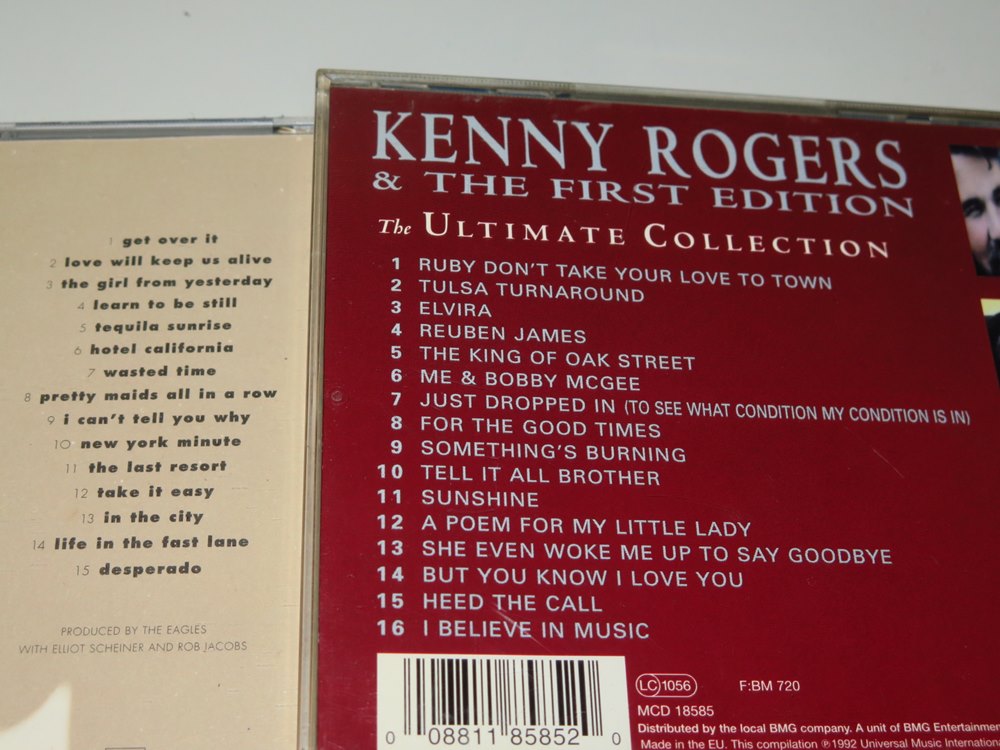 1 get over it
2 love will keep us alive
3 the girl from yesterday
4 learn to be still
5 tequila sunrise
6 hotel california
7 wasted time
8 pretty maids all in a row
9 i can't tell you why
10 new york minute
11 the last resort
12 take it easy
13 in the city
14 life in the fast lane
15 desperado
PRODUCED BY THE EAGLES
WITH ELLIOT SCHEINER AND ROB JACOBS
KENNY ROGERS
& THE FIRST EDITION
The ULTIMATE COLLECTION
1 RUBY DON'T TAKE YOUR LOVE TO TOWN
2 TULSA TURNAROUND
3 ELVIRA
4 REUBEN JAMES
5 THE KING OF OAK STREET
6 ME & BOBBY MCGEE
7 JUST DROPPED IN (TO SEE WHAT CONDITION MY CONDITION IS IN)
8 FOR THE GOOD TIMES
9 SOMETHING'S BURNING
10 TELL IT ALL BROTHER
11 SUNSHINE
12 A POEM FOR MY LITTLE LADY
13 SHE EVEN WOKE ME UP TO SAY GOODBYE
14 BUT YOU KNOW I LOVE YOU
15 HEED THE CALL
16 I BELIEVE IN MUSIC
0 08811 85852 0
LC 1056 F:BM 720
MCD 18585
Distributed by the local BMG company. A unit of BMG Entertainmen
Made in the EU. This compilation ℗ 1992 Universal Music Internation